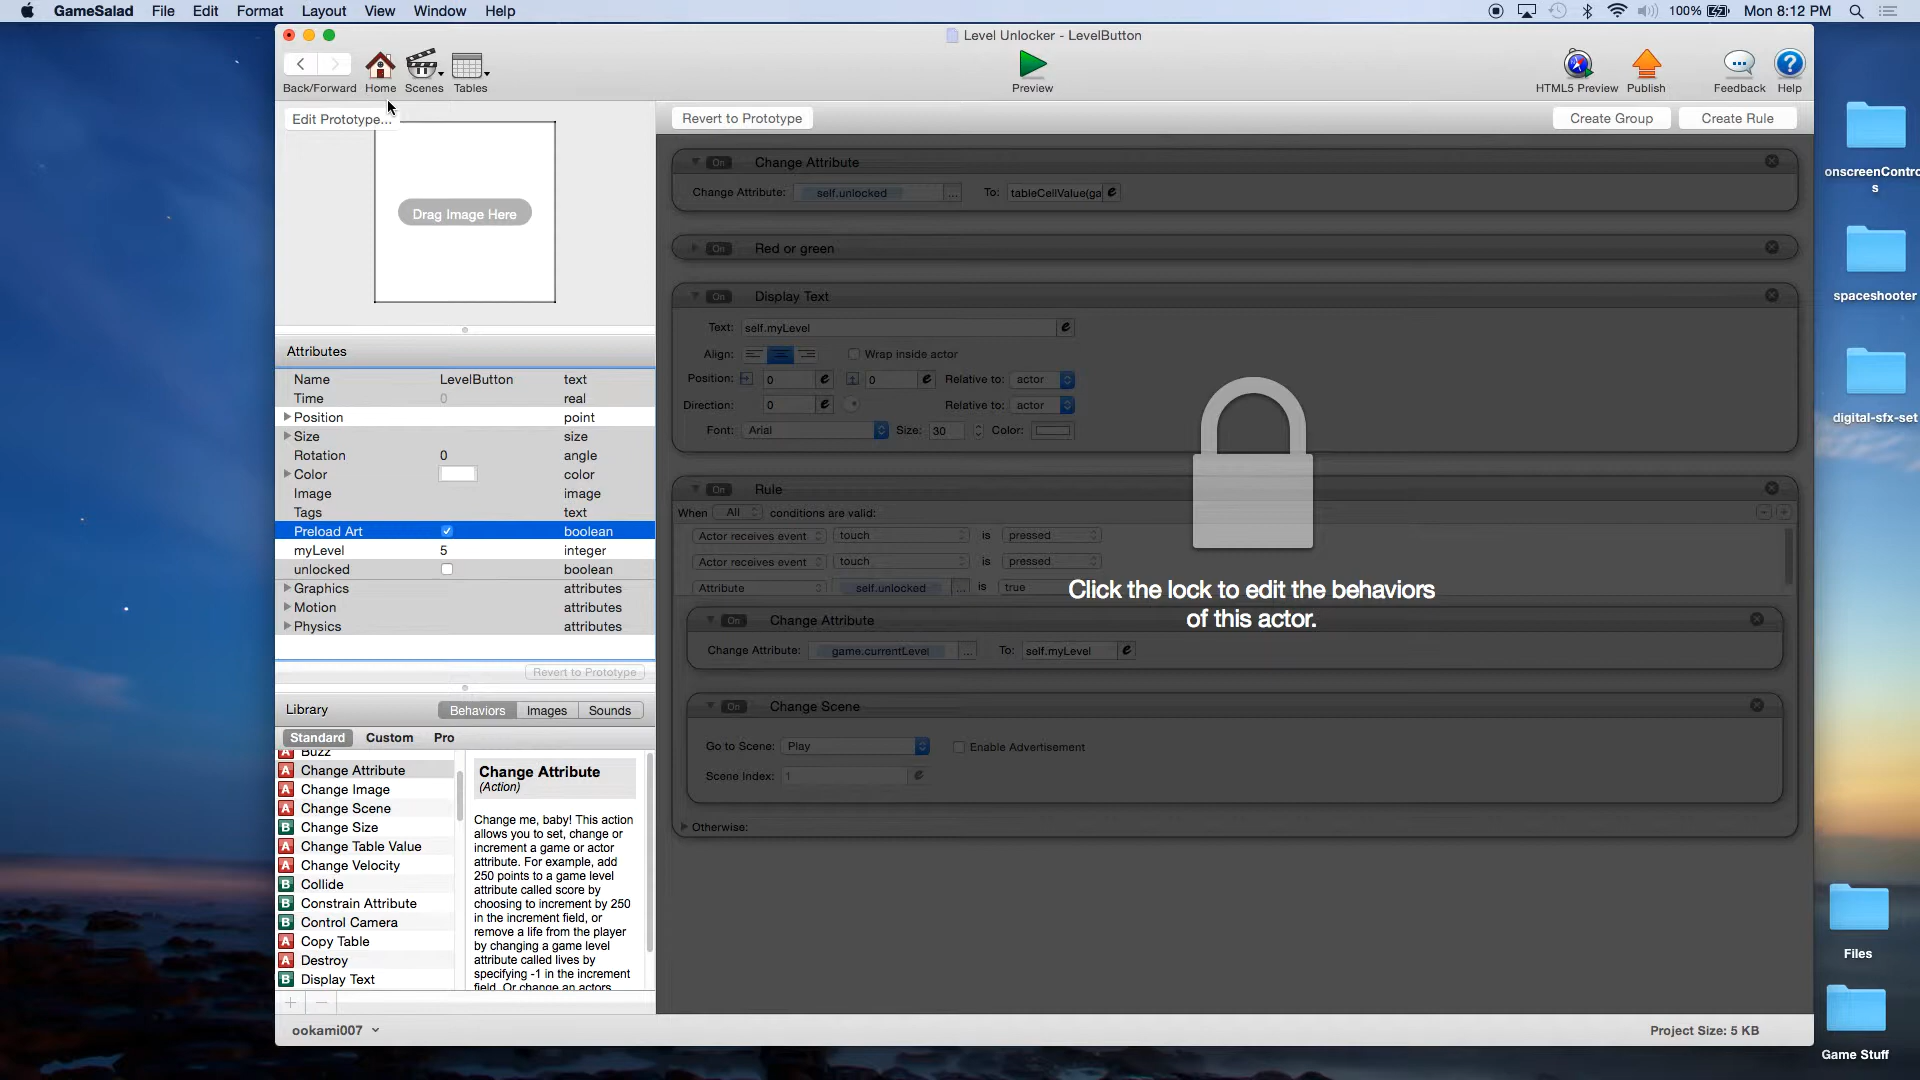 GameSalad File Edit Format Layout View Window Help
100% Mon 8:12 PM
Level Unlocker - LevelButton
Back/Forward Home Scenes Tables
Preview
HTML5 Preview Publish Feedback Help
Edit Prototype...
Drag Image Here
Attributes
Name LevelButton text
Time 0 real
Position point
Size size
Rotation 0 angle
Color color
Image image
Tags text
Preload Art boolean
myLevel 5 integer
unlocked boolean
Graphics attributes
Motion attributes
Physics attributes
Revert to Prototype
Library Behaviors Images Sounds
Standard Custom Pro
Buzz
Change Attribute
Change Image
Change Scene
Change Size
Change Table Value
Change Velocity
Collide
Constrain Attribute
Control Camera
Copy Table
Destroy
Display Text
Change Attribute
(Action)
Change me, baby! This action
allows you to set, change or
increment a game or actor
attribute. For example, add
250 points to a game level
attribute called score by
choosing to increment by 250
in the increment field, or
remove a life from the player
by changing a game level
attribute called lives by
specifying -1 in the increment
field. Or change an actors
ookami007
Revert to Prototype
Create Group Create Rule
On Change Attribute
Change Attribute: self.unlocked ... To: tableCellValue(ga e
On Red or green
On Display Text
Text: self.myLevel e
Align: Wrap inside actor
Position: 0 e 0 e Relative to: actor
Direction: 0 e Relative to: actor
Font: Arial Size: 30 Color:
On Rule
When All conditions are valid:
Actor receives event touch is pressed
Actor receives event touch is pressed
Attribute self.unlocked ... is true
Click the lock to edit the behaviors
of this actor.
On Change Attribute
Change Attribute: game.currentLevel ... To: self.myLevel e
On Change Scene
Go to Scene: Play Enable Advertisement
Scene Index: 1 e
Otherwise:
Project Size: 5 KB
onscreenContro
s
spaceshooter
digital-sfx-set
Files
Game Stuff